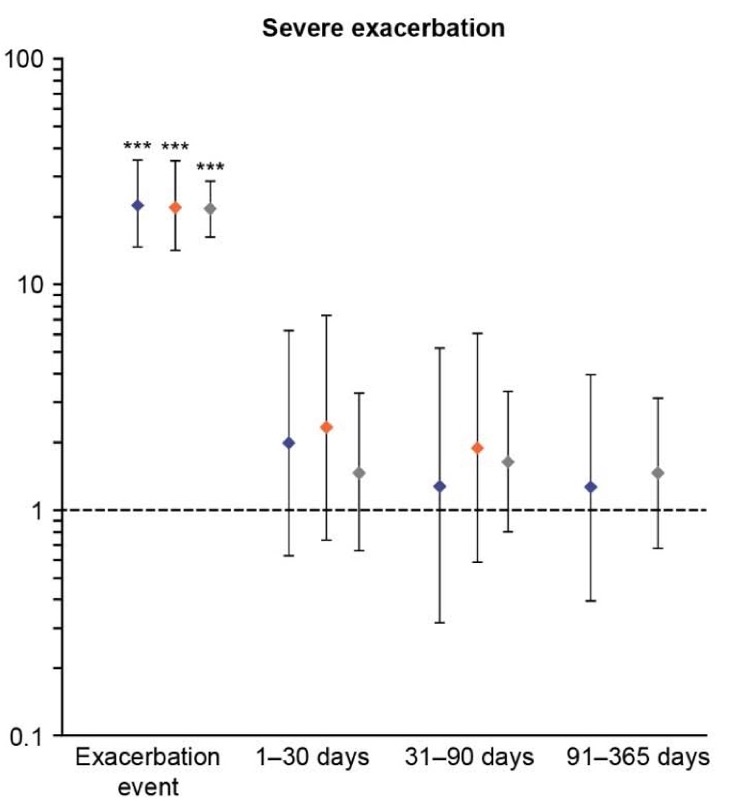 Severe exacerbation
100
*** *** ***
10
1
0.1
Exacerbation event
1–30 days
31–90 days
91–365 days